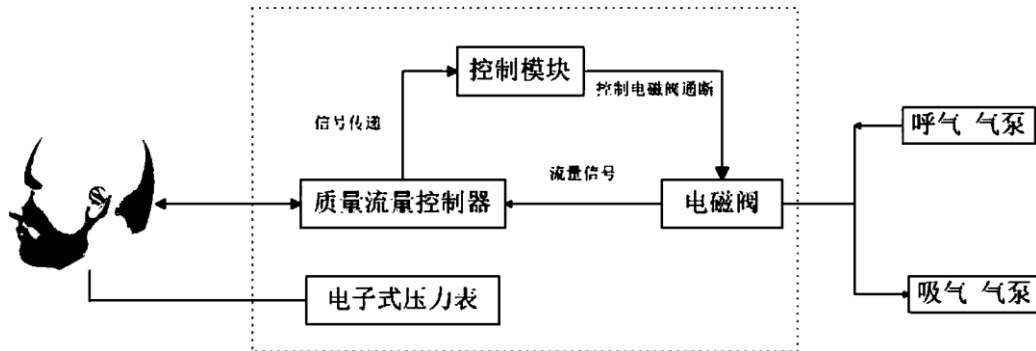 控制模块
控制电磁阀通断
呼气 气泵
信号传递
流量信号
质量流量控制器
电磁阀
电子式压力表
吸气 气泵